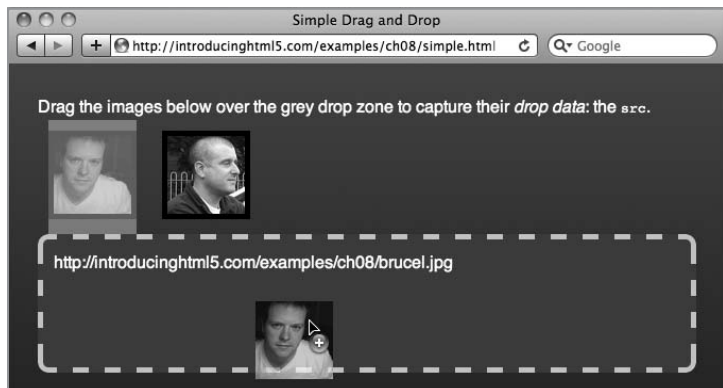 Simple Drag and Drop
http://introducinghtml5.com/examples/ch08/simple.html
Google
Drag the images below over the grey drop zone to capture their drop data: the src.
http://introducinghtml5.com/examples/ch08/brucel.jpg